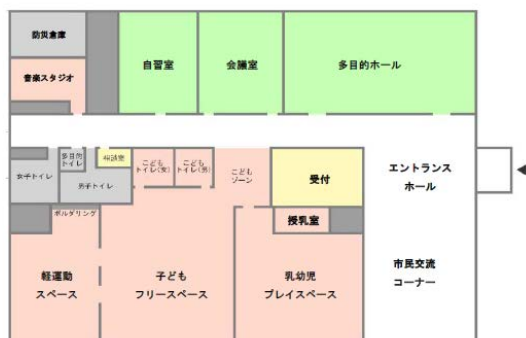 防災倉庫
音楽スタジオ
自習室
会議室
多目的ホール
女子トイレ
多目的
トイレ
相談室
男子トイレ
こども
トイレ(女)
こども
トイレ(男)
こども
ゾーン
受付
エントランス
ホール
ボルダリング
授乳室
軽運動
スペース
子ども
フリースペース
乳幼児
プレイスペース
市民交流
コーナー